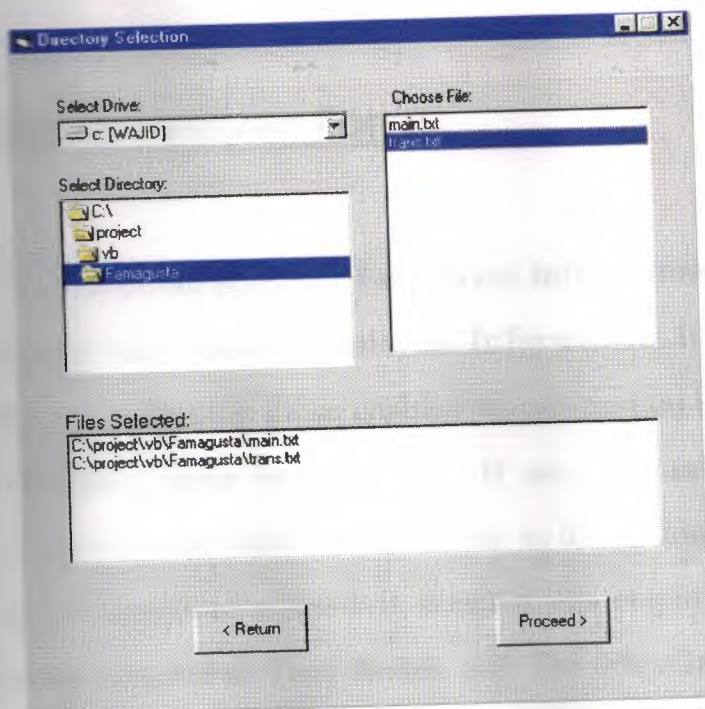 Directory Selection
Select Drive:
c: [WAJID]
Select Directory:
C:\
project
vb
Famagusta
Choose File:
main.txt
trans.txt
Files Selected:
C:\project\vb\Famagusta\main.txt
C:\project\vb\Famagusta\trans.txt
< Return
Proceed >